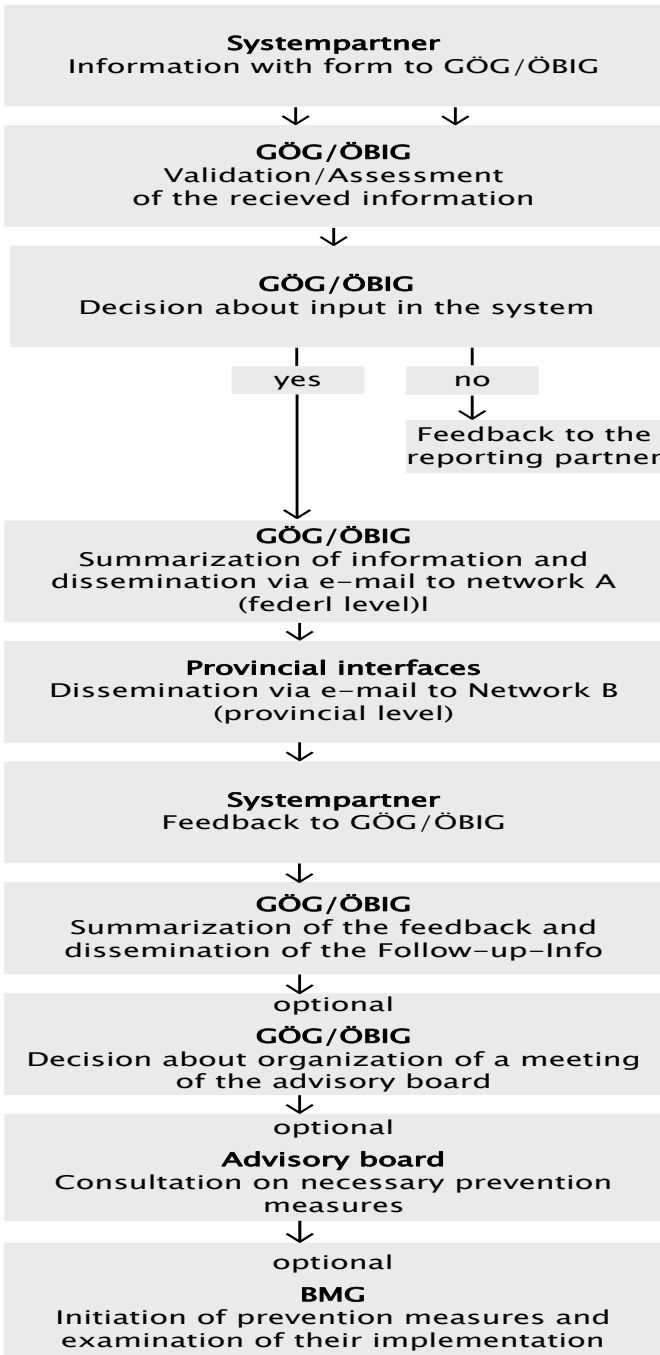 Systempartner
Information with form to GÖG/ÖBIG
GÖG/ÖBIG
Validation/Assessment
of the recieved information
GÖG/ÖBIG
Decision about input in the system
yes
no
Feedback to the
reporting partner
GÖG/ÖBIG
Summarization of information and
dissemination via e-mail to network A
(federl level)l
Provincial interfaces
Dissemination via e-mail to Network B
(provincial level)
Systempartner
Feedback to GÖG/ÖBIG
GÖG/ÖBIG
Summarization of the feedback and
dissemination of the Follow-up-Info
optional
GÖG/ÖBIG
Decision about organization of a meeting
of the advisory board
optional
Advisory board
Consultation on necessary prevention
measures
optional
BMG
Initiation of prevention measures and
examination of their implementation